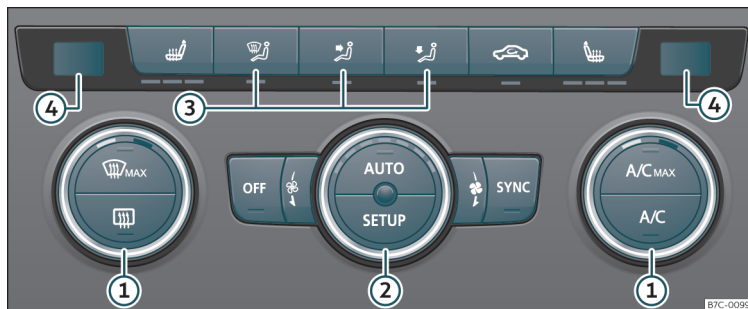 4
3
4
MAX
AUTO
A/C MAX
OFF
SYNC
SETUP
A/C
1
2
1
B7C-0099